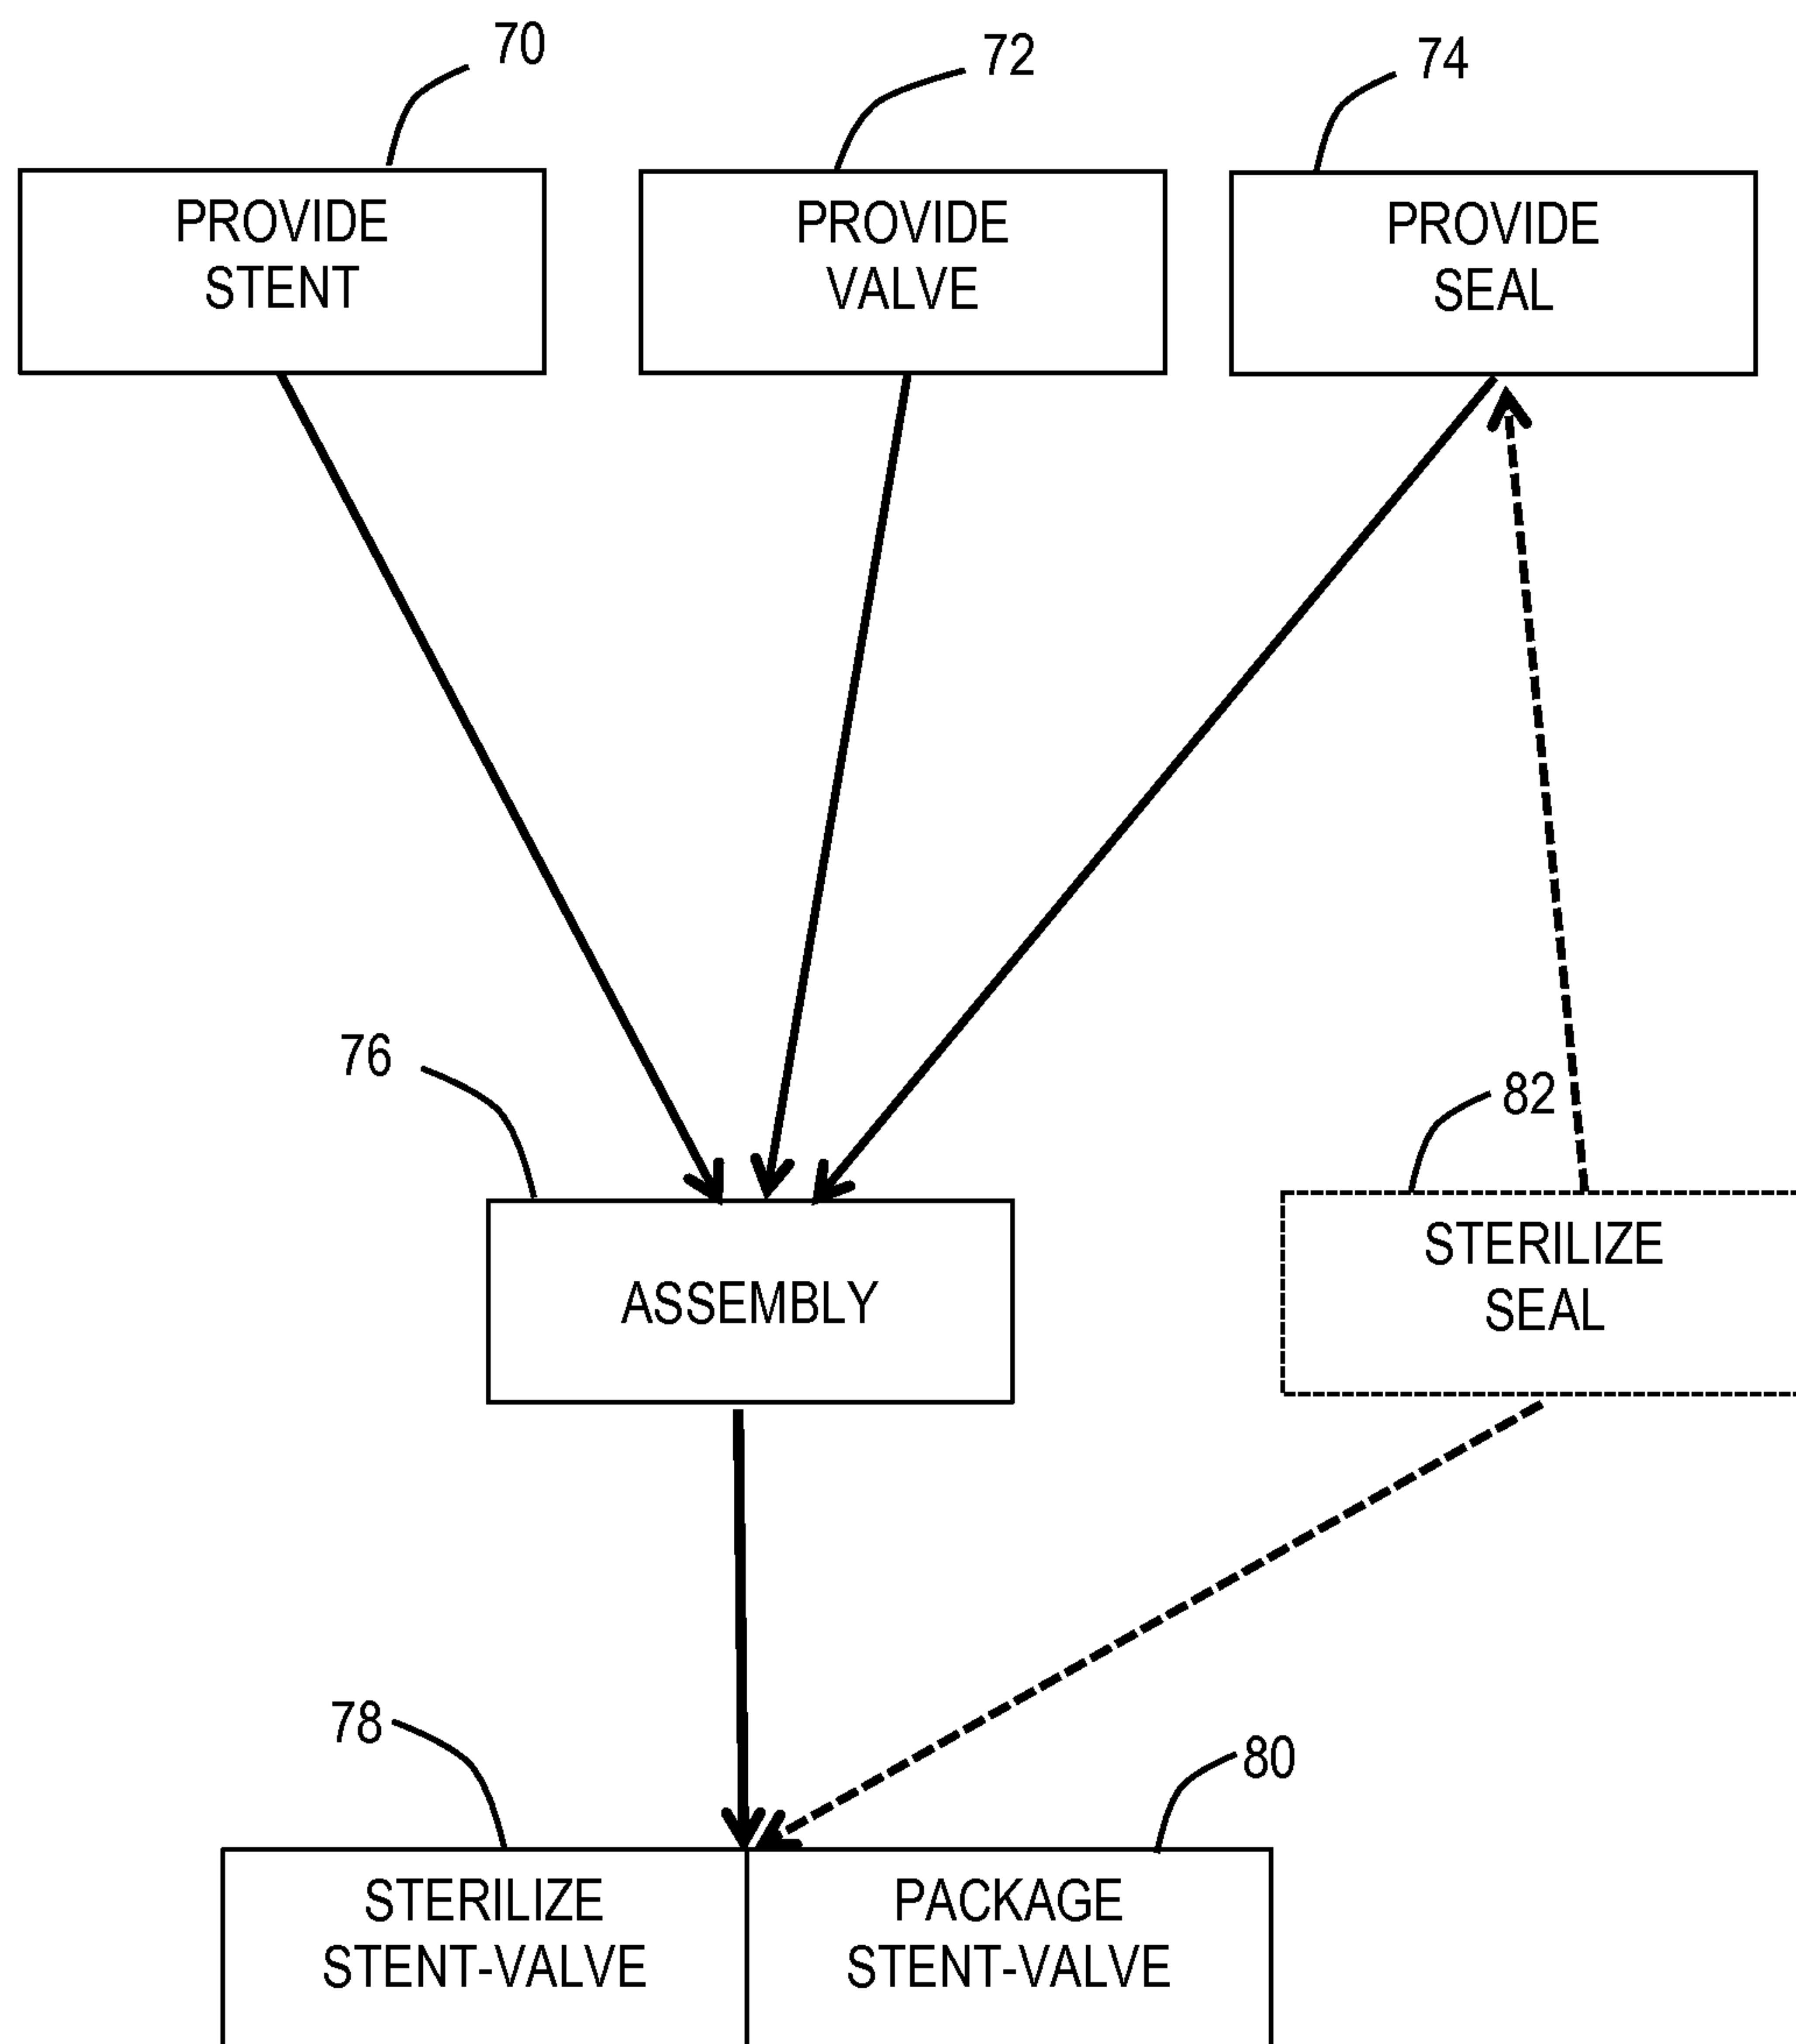 70
72
74
PROVIDE
STENT
PROVIDE
VALVE
PROVIDE
SEAL
76
82
ASSEMBLY
STERILIZE
SEAL
78
80
STERILIZE
STENT-VALVE
PACKAGE
STENT-VALVE